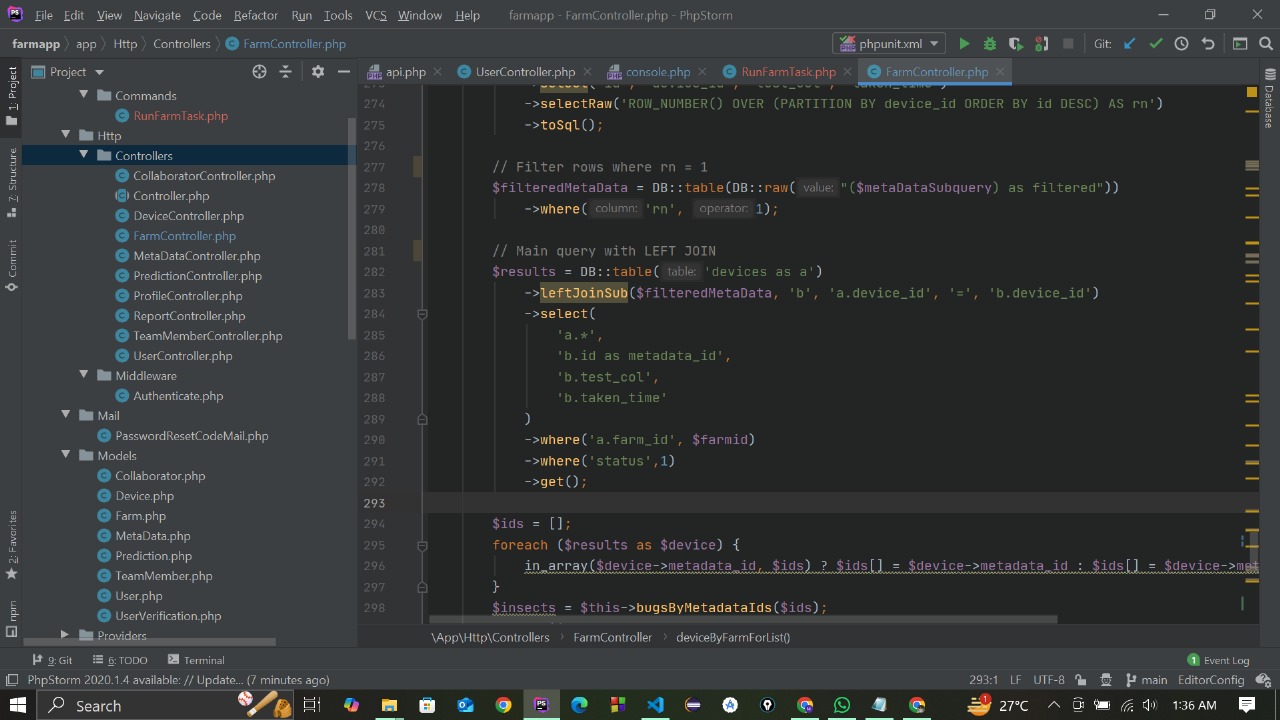 File Edit View Navigate Code Refactor Run Tools VCS Window Help farmapp - FarmController.php - PhpStorm
farmapp app Http Controllers FarmController.php phpunit.xml Git:
Project api.php UserController.php console.php RunFarmTask.php FarmController.php
1: Project
7: Structure
Commit
2: Favorites
npm
Database
Commands
RunFarmTask.php
Http
Controllers
CollaboratorController.php
Controller.php
DeviceController.php
FarmController.php
MetaDataController.php
PredictionController.php
ProfileController.php
ReportController.php
TeamMemberController.php
UserController.php
Middleware
Authenticate.php
Mail
PasswordResetCodeMail.php
Models
Collaborator.php
Device.php
Farm.php
MetaData.php
Prediction.php
TeamMember.php
User.php
UserVerification.php
Providers
274 ->selectRaw('ROW_NUMBER() OVER (PARTITION BY device_id ORDER BY id DESC) AS rn')
275 ->toSql();
276
277 // Filter rows where rn = 1
278 $filteredMetaData = DB::table(DB::raw( value: "($metaDataSubquery) as filtered"))
279 ->where( column: 'rn', operator: 1);
280
281 // Main query with LEFT JOIN
282 $results = DB::table( table: 'devices as a')
283 ->leftJoinSub($filteredMetaData, 'b', 'a.device_id', '=', 'b.device_id')
284 ->select(
285 'a.*',
286 'b.id as metadata_id',
287 'b.test_col',
288 'b.taken_time'
289 )
290 ->where('a.farm_id', $farmid)
291 ->where('status',1)
292 ->get();
293
294 $ids = [];
295 foreach ($results as $device) {
296 in_array($device->metadata_id, $ids) ? $ids[] = $device->metadata_id : $ids[] = $device->met
297 }
298 $insects = $this->bugsByMetadataIds($ids);
\App\Http\Controllers FarmController deviceByFarmForList()
9: Git 6: TODO Terminal 1 Event Log
PhpStorm 2020.1.4 available: // Update... (7 minutes ago) 293:1 LF UTF-8 main EditorConfig
Search 1 27°C 1:36 AM